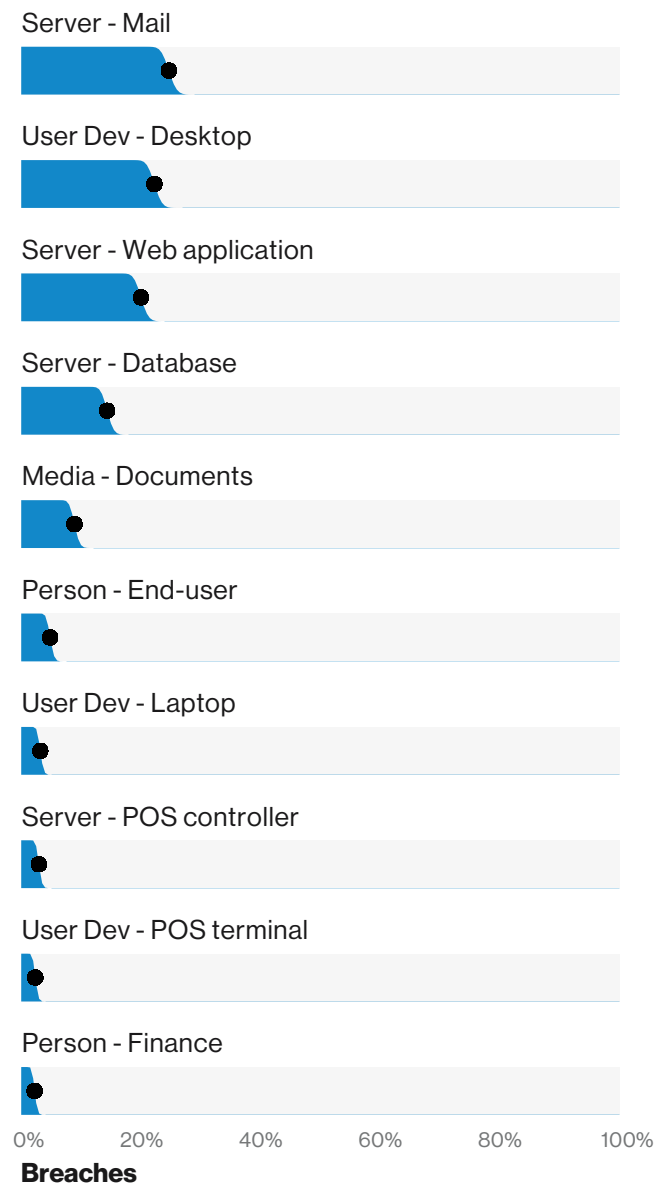 Server - Mail
User Dev - Desktop
Server - Web application
Server - Database
Media - Documents
Person - End-user
User Dev - Laptop
Server - POS controller
User Dev - POS terminal
Person - Finance
0% 20% 40% 60% 80% 100%
Breaches